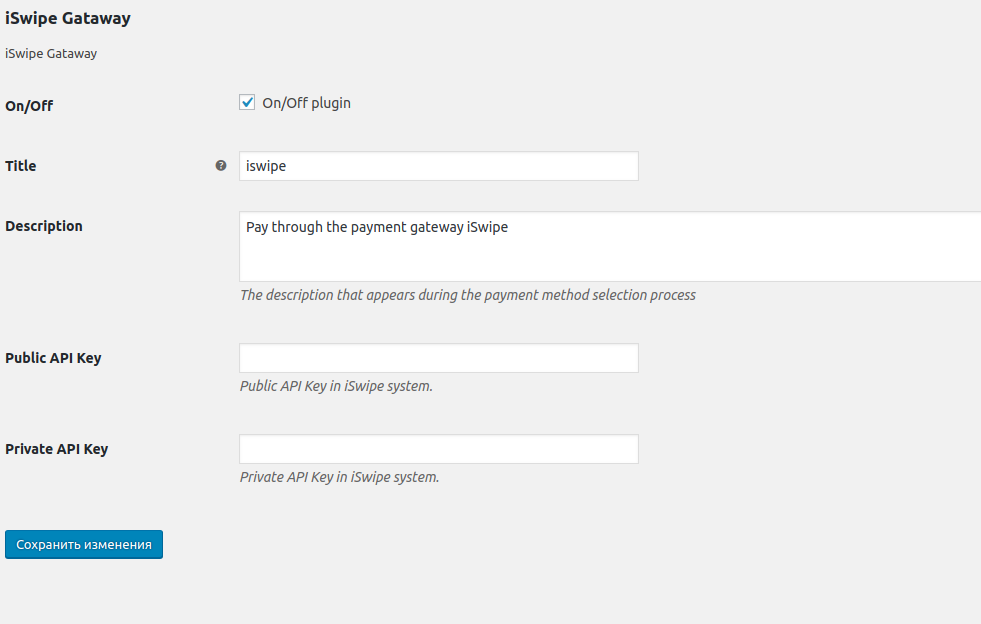 iSwipe Gataway
iSwipe Gataway
On/Off
On/Off plugin
Title
iswipe
Description
Pay through the payment gateway iSwipe
The description that appears during the payment method selection process
Public API Key
Public API Key in iSwipe system.
Private API Key
Private API Key in iSwipe system.
Сохранить изменения